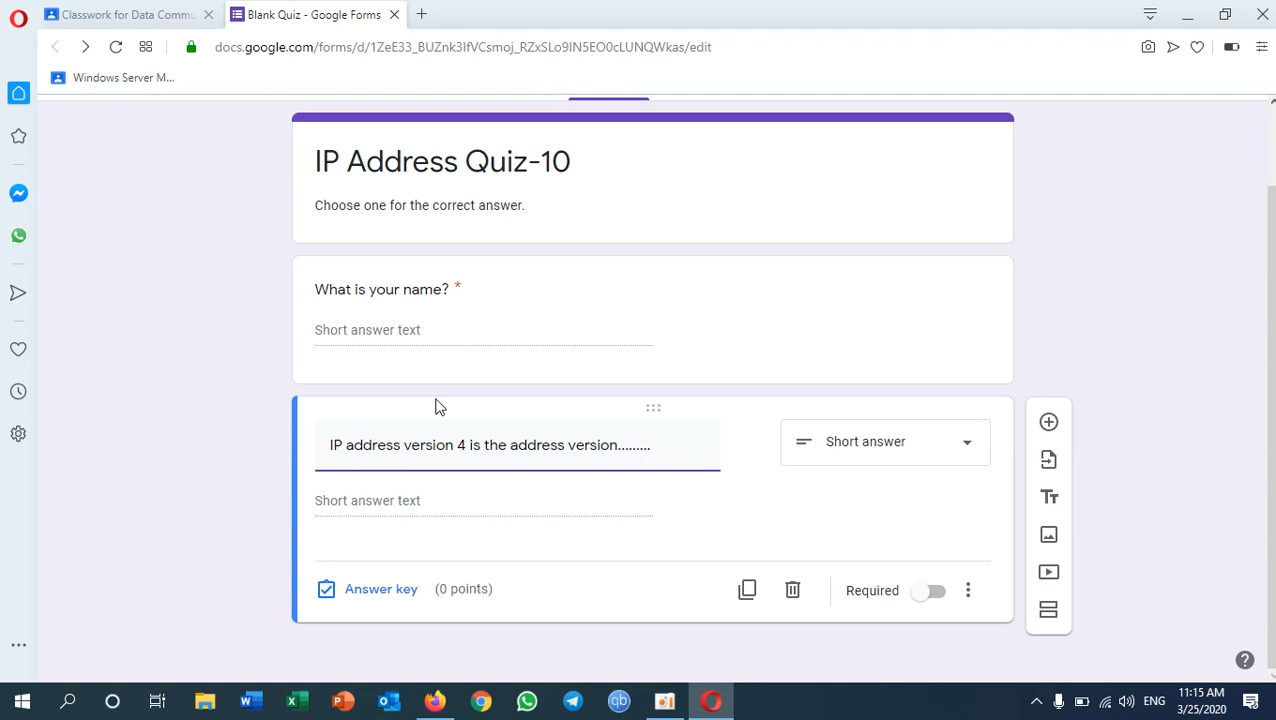 Classwork for Data Commu
Blank Quiz - Google Forms
docs.google.com/forms/d/1ZeE33_BUZnk3IfVCsmoj_RZxSLo9IN5EO0cLUNQWkas/edit
Windows Server M...
IP Address Quiz-10
Choose one for the correct answer.
What is your name? *
Short answer text
IP address version 4 is the address version.........
Short answer
Short answer text
Answer key (0 points)
Required
ENG
11:15 AM
3/25/2020